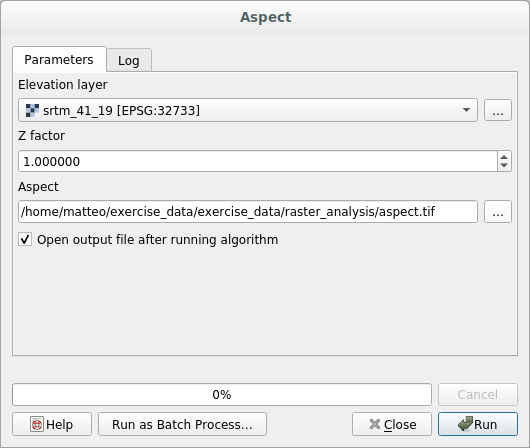 Aspect
Parameters Log
Elevation layer
srtm_41_19 [EPSG:32733] ...
Z factor
1.000000
Aspect
/home/matteo/exercise_data/exercise_data/raster_analysis/aspect.tif ...
Open output file after running algorithm
0% Cancel
Help Run as Batch Process... Close Run